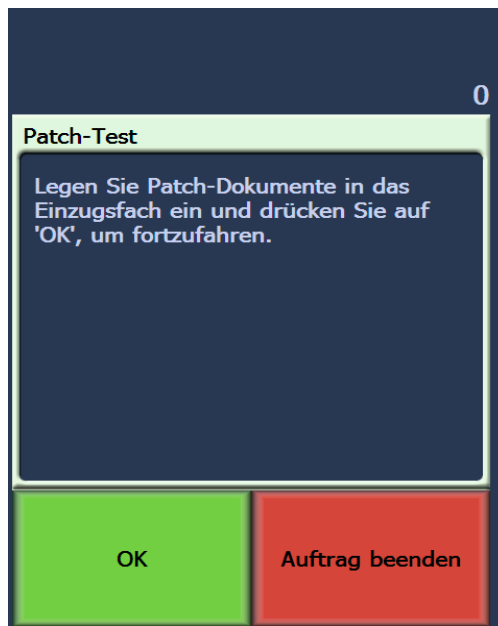 0
Patch-Test
Legen Sie Patch-Dokumente in das
Einzugsfach ein und drücken Sie auf
'OK', um fortzufahren.
OK
Auftrag beenden